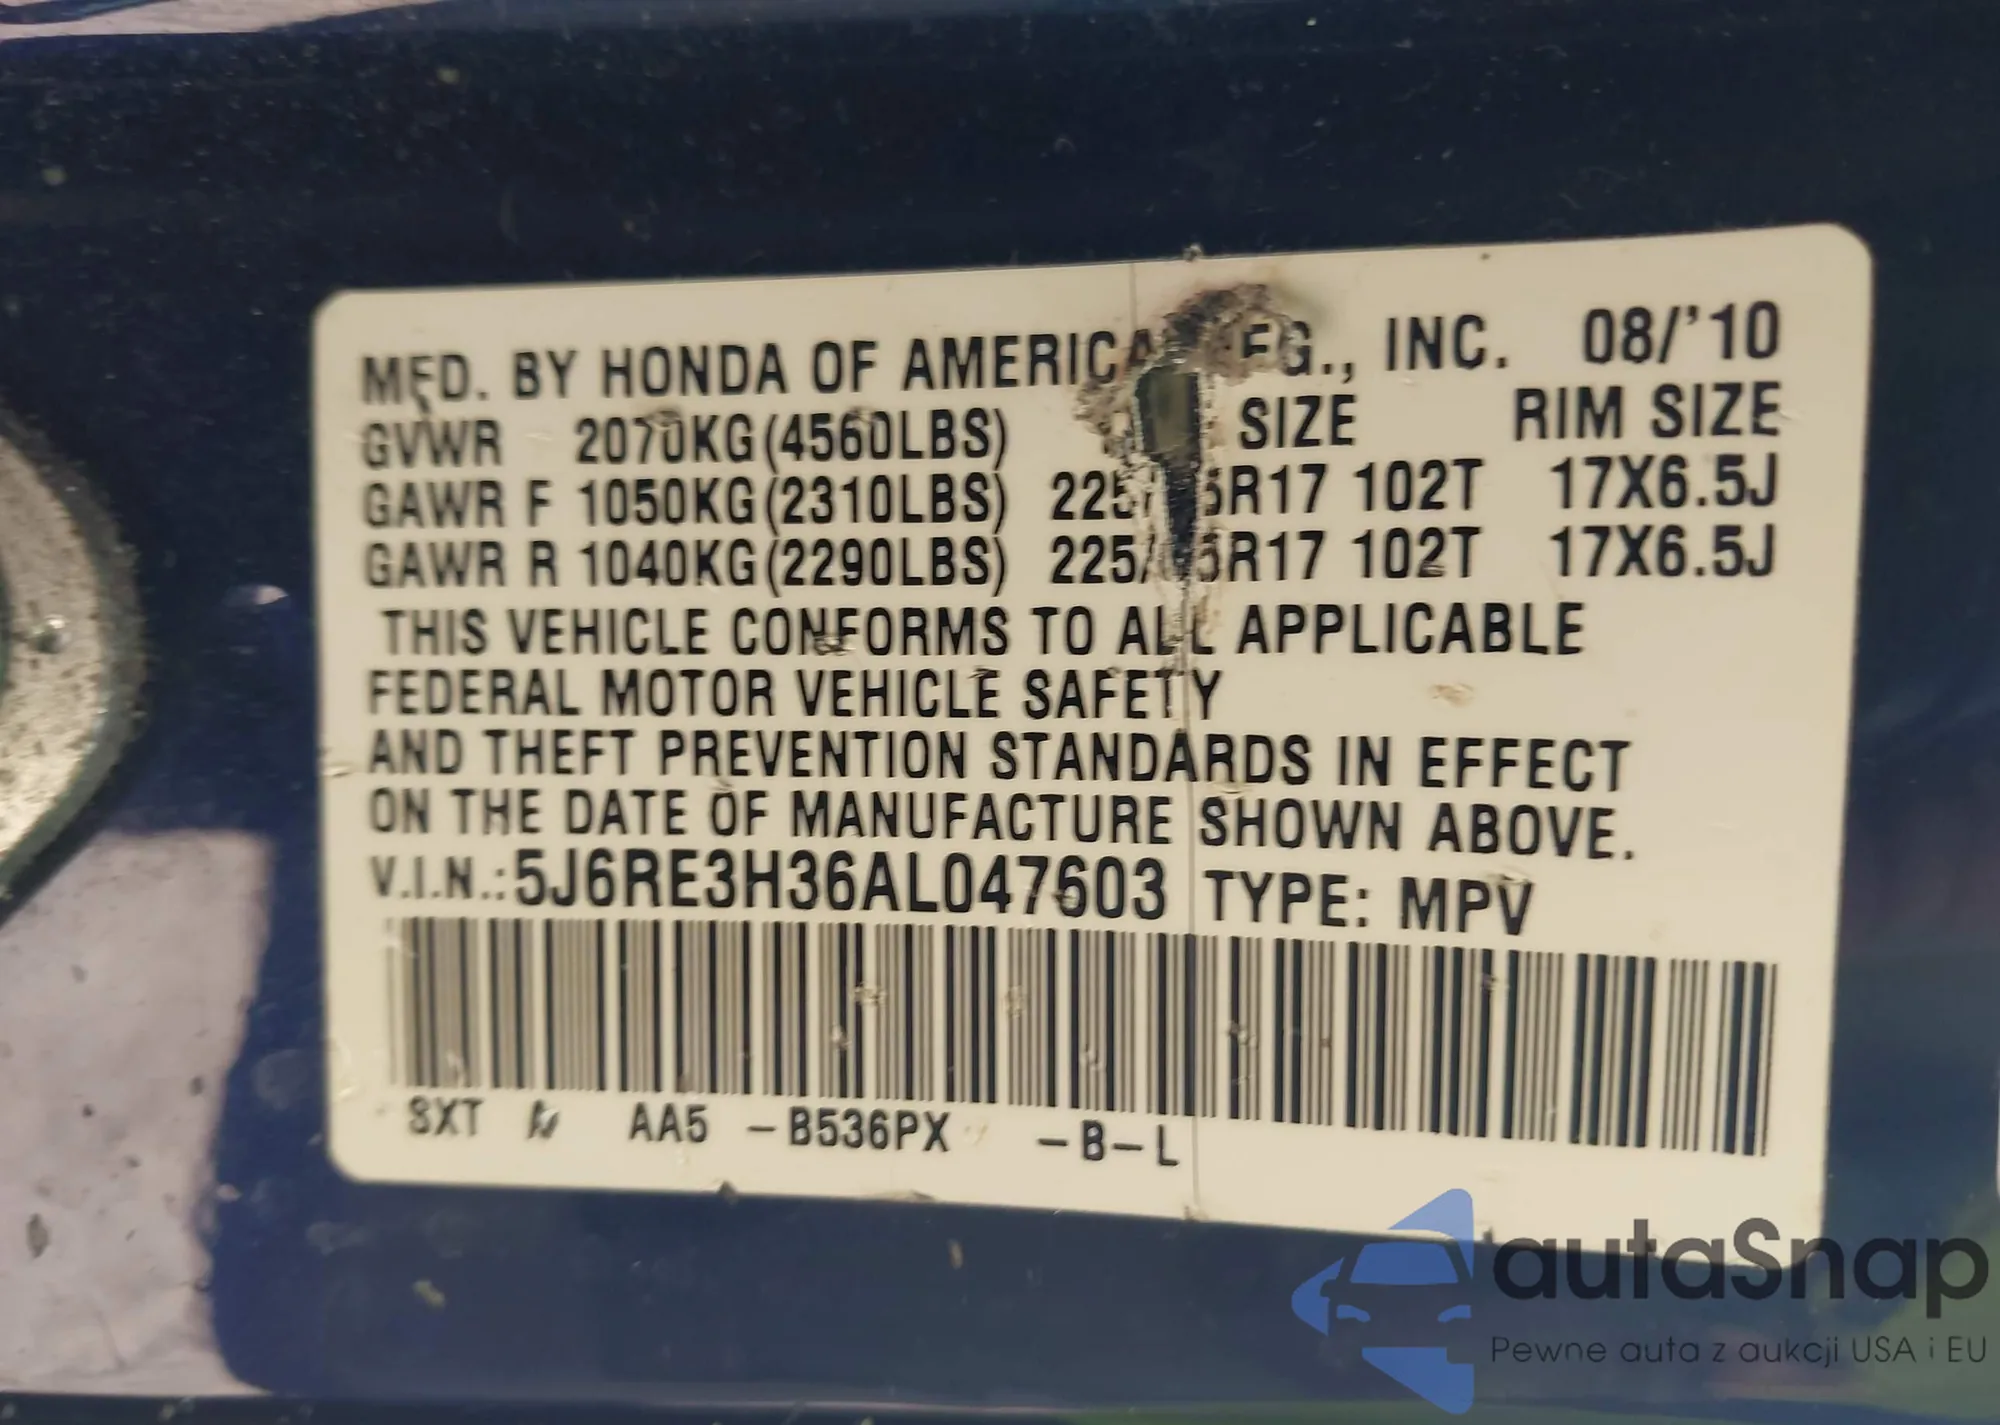 MFD. BY HONDA OF AMERICA INC. 08/'10
GVWR 2070KG(4560LBS) SIZE RIM SIZE
GAWR F 1050KG(2310LBS) 102T 17X6.5J
GAWR R 1040KG(2290LBS) 102T 17X6.5J
THIS VEHICLE CONFORMS TO ALL APPLICABLE
FEDERAL MOTOR VEHICLE SAFETY
AND THEFT PREVENTION STANDARDS IN EFFECT
ON THE DATE OF MANUFACTURE SHOWN ABOVE.
V.I.N.:5J6RE3H36AL047603 TYPE: MPV
SXT AA5 -B536PX -B-L
autaSnap
Pewne auta z aukcji USA i EU